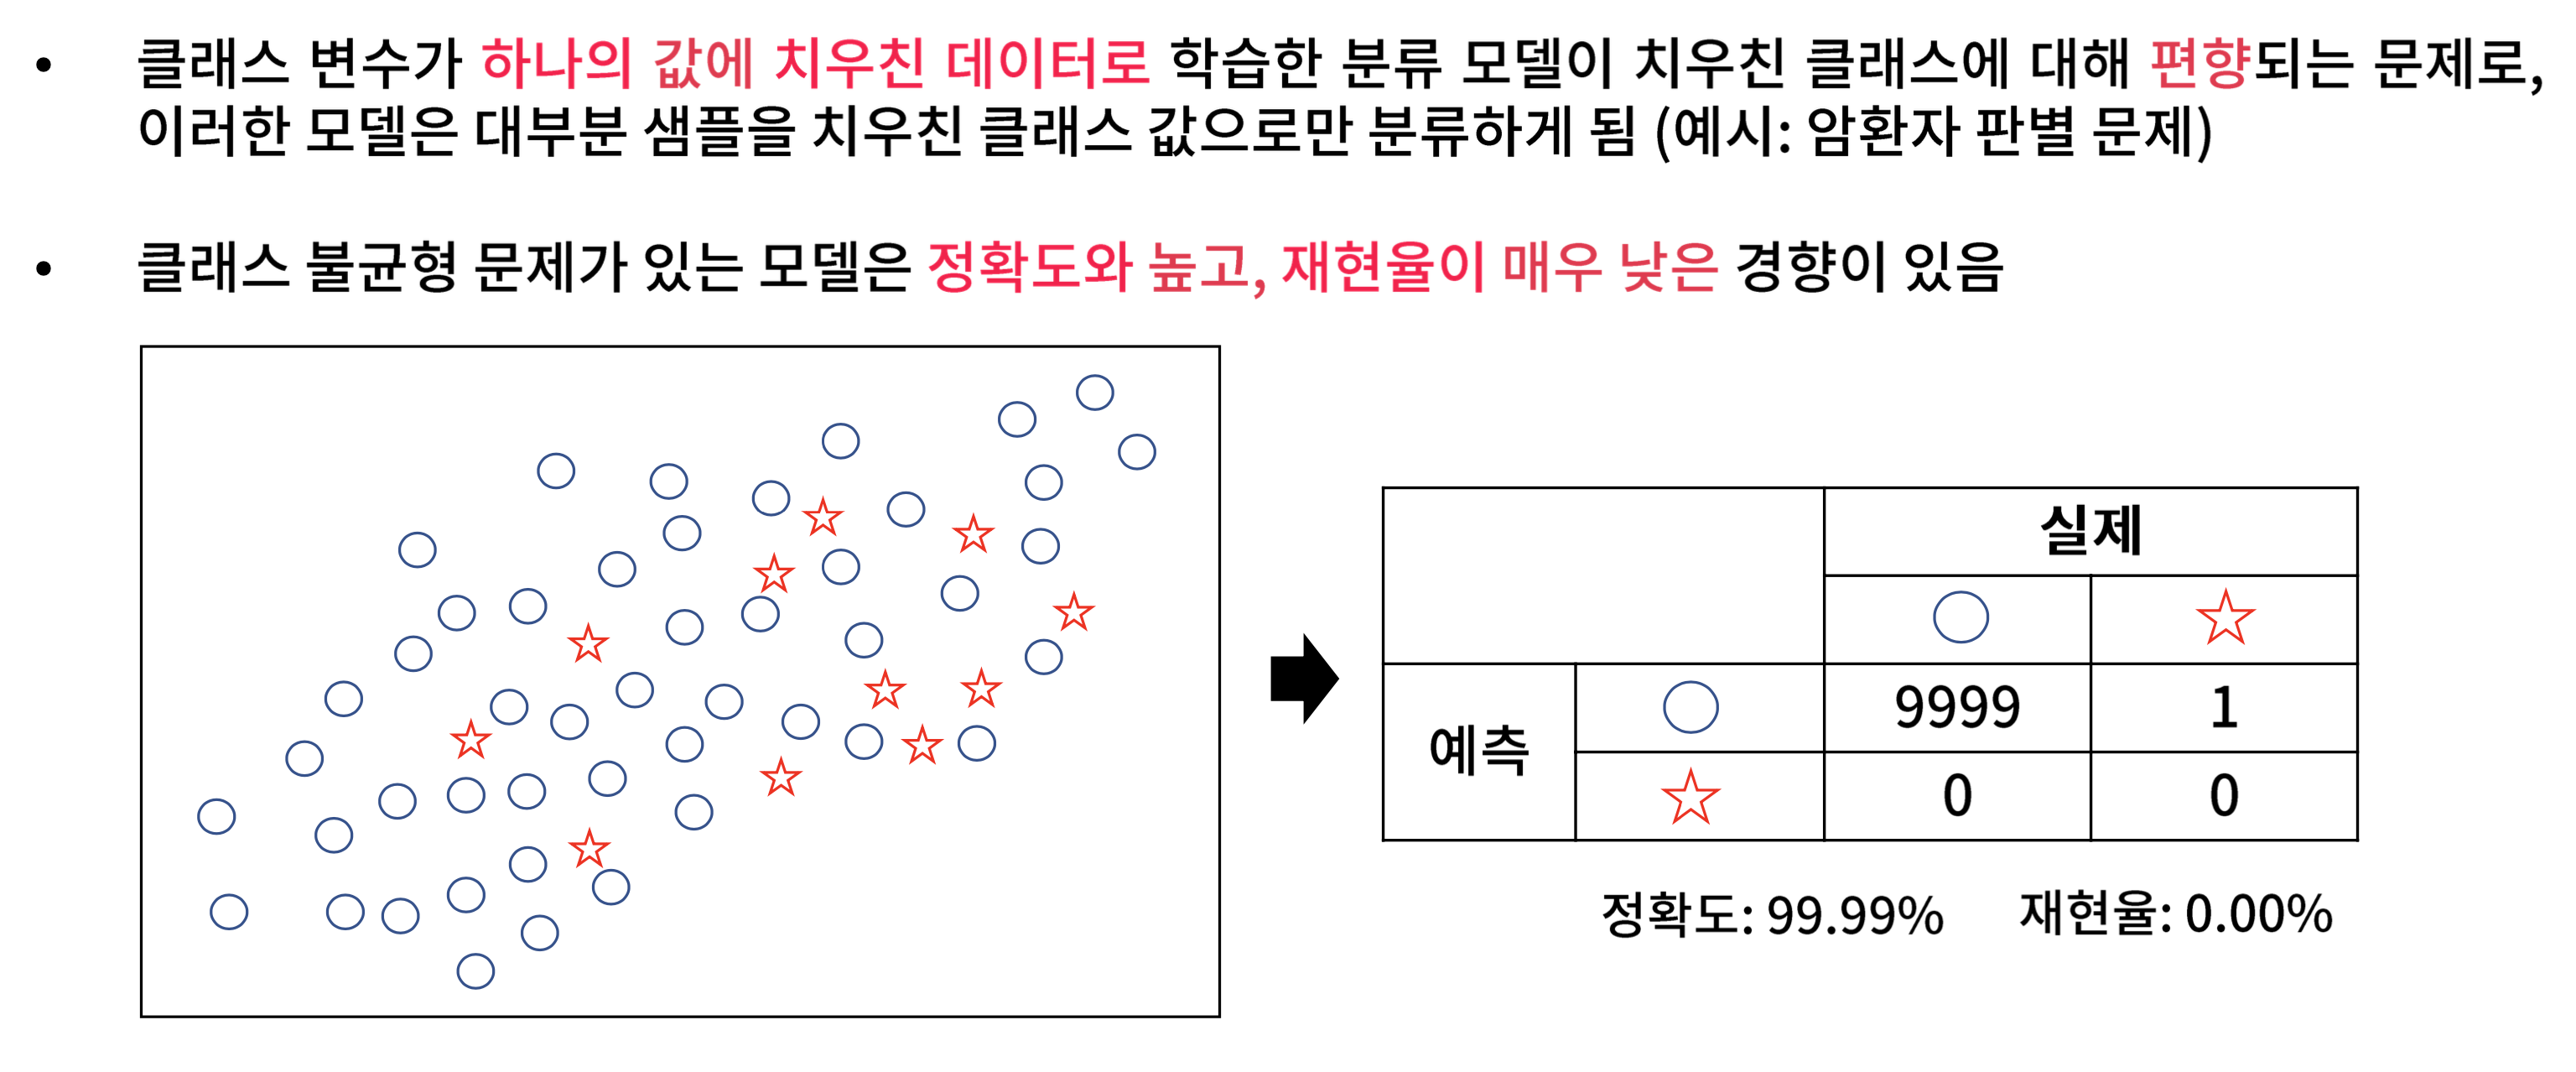 • 클래스 변수가 하나의 값에 치우친 데이터로 학습한 분류 모델이 치우친 클래스에 대해 편향되는 문제로,
이러한 모델은 대부분 샘플을 치우친 클래스 값으로만 분류하게 됨 (예시: 암환자 판별 문제)
• 클래스 불균형 문제가 있는 모델은 정확도와 높고, 재현율이 매우 낮은 경향이 있음
실제
예측
9999 1
0 0
정확도: 99.99% 재현율: 0.00%